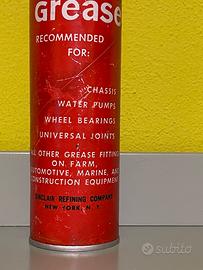 Grease
RECOMMENDED
FOR:
CHASSIS
WATER PUMPS
WHEEL BEARINGS
UNIVERSAL JOINTS
ALL OTHER GREASE FITTINGS
ON FARM,
AUTOMOTIVE, MARINE, AND
CONSTRUCTION EQUIPMENT
SINCLAIR REFINING COMPANY
NEW YORK, N. Y.
subito